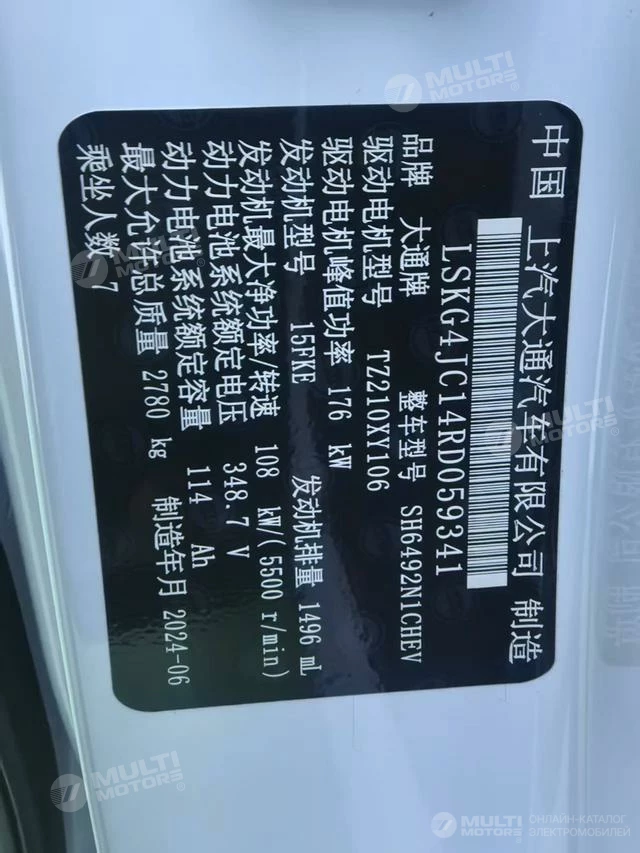 中国 上汽大通汽车有限公司 制造
LSKG4JC14RD059341
品牌 大通牌 整车型号 SH6492N1CHEV
驱动电机型号 TZ210XY106
驱动电机峰值功率 176 kW
发动机型号 15FKE 发动机排量 1496 mL
发动机最大净功率/转速 108 kW/(5500 r/min)
动力电池系统额定电压 348.7 V
动力电池系统额定容量 114 Ah
最大允许总质量 2780 kg
乘坐人数 7 制造年月 2024-06
MULTI MOTORS®
MULTI MOTORS®
MULTI MOTORS®
MULTI MOTORS®
MULTI MOTORS®
ОНЛАЙН-КАТАЛОГ
ЭЛЕКТРОМОБИЛЕЙ